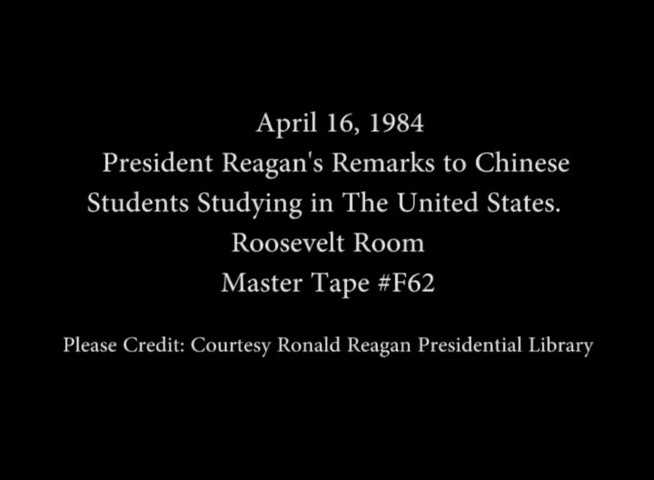 April 16, 1984
President Reagan's Remarks to Chinese
Students Studying in The United States.
Roosevelt Room
Master Tape #F62
Please Credit: Courtesy Ronald Reagan Presidential Library